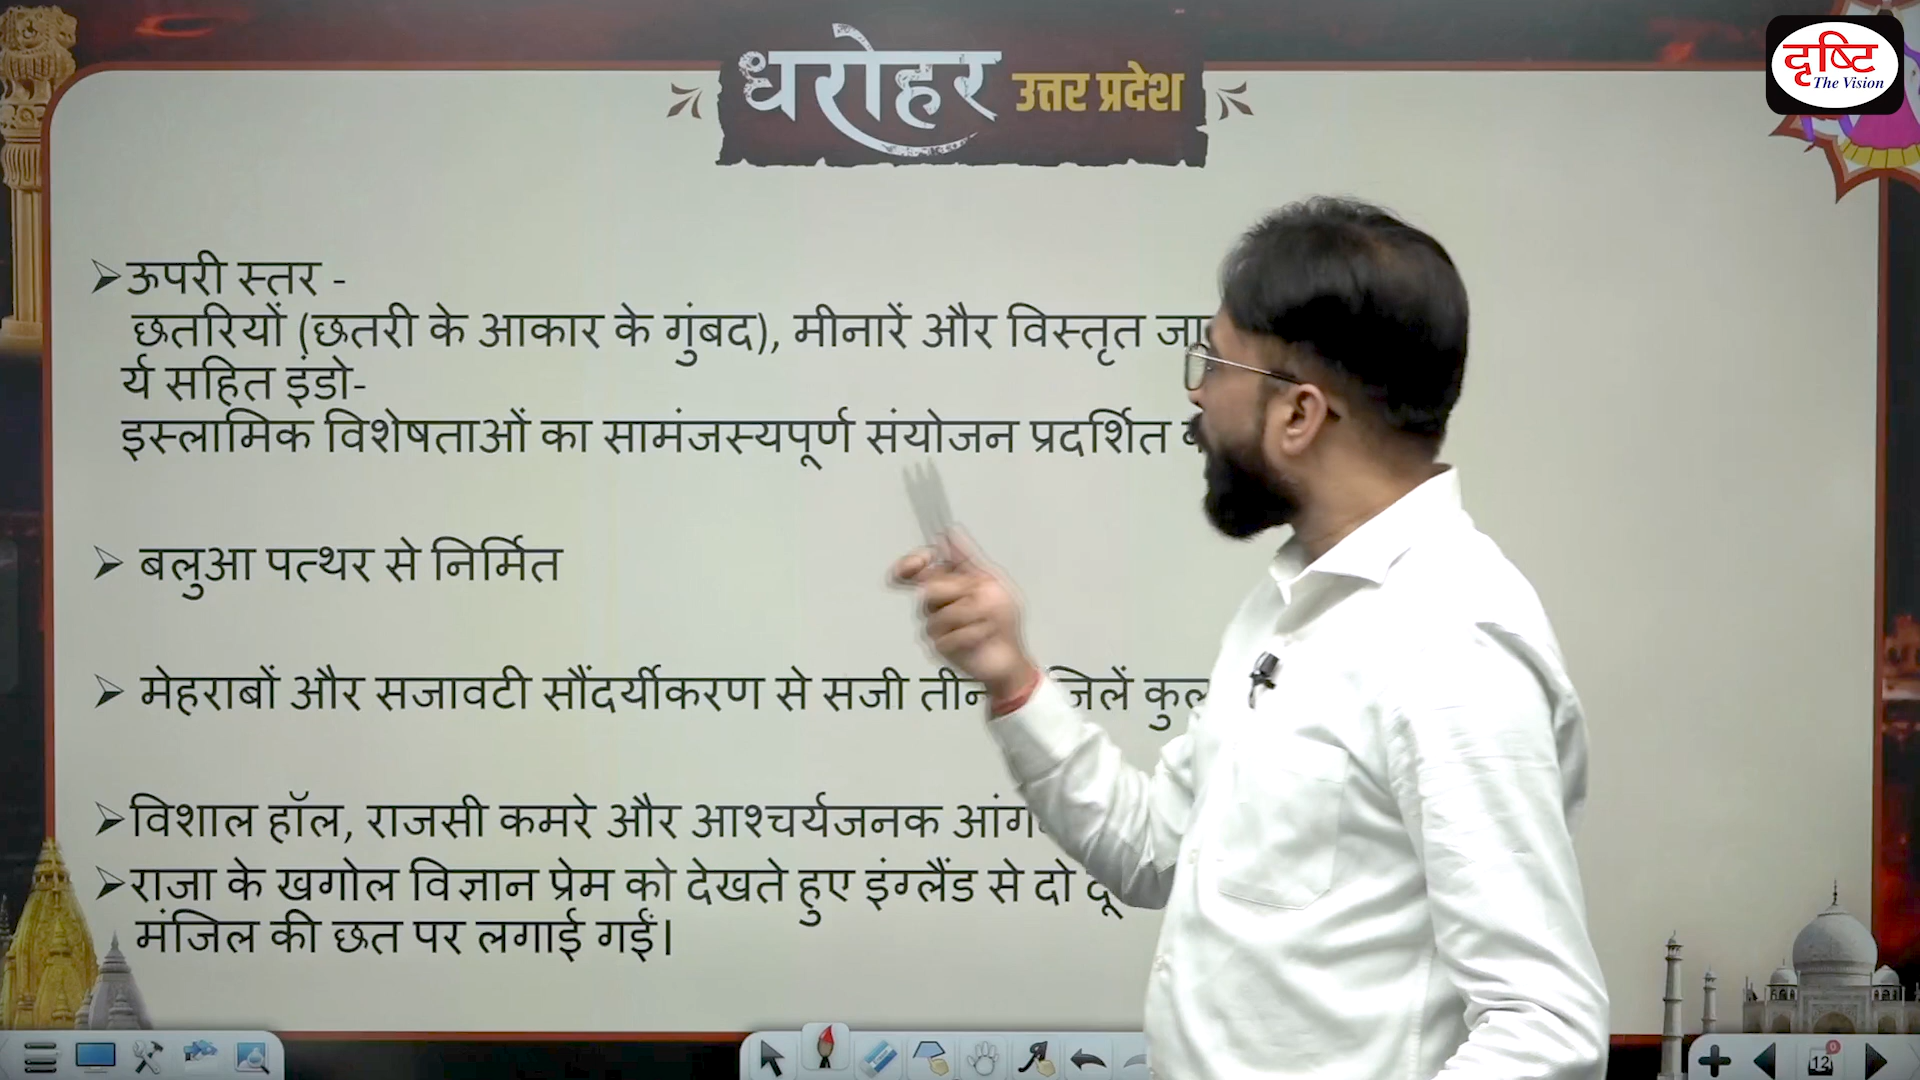 धरोहर उत्तर प्रदेश
दृष्टि
The Vision
➢ऊपरी स्तर -
छतरियों (छतरी के आकार के गुंबद), मीनारें और विस्तृत
र्य सहित इंडो-
इस्लामिक विशेषताओं का सामंजस्यपूर्ण संयोजन प्रदर्शित
➢ बलुआ पत्थर से निर्मित
➢ मेहराबों और सजावटी सौंदर्यीकरण से सजी
➢विशाल हॉल, राजसी कमरे और आश्चर्यजनक
➢राजा के खगोल विज्ञान प्रेम को देखते हुए इंग्लैंड से दो
मंजिल की छत पर लगाई गईं।
12
0